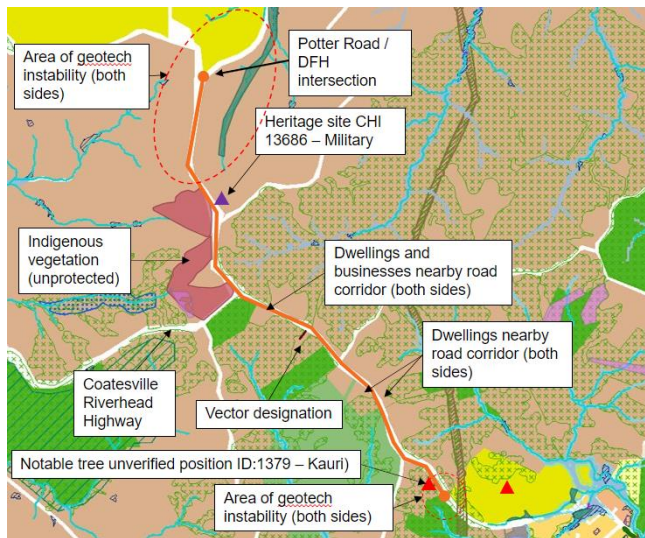 Area of geotech
instability (both
sides)
Potter Road /
DFH
intersection
Heritage site CHI
13686 – Military
Indigenous
vegetation
(unprotected)
Dwellings and
businesses nearby road
corridor (both sides)
Dwellings nearby
road corridor (both
sides)
Coatesville
Riverhead
Highway
Vector designation
Notable tree unverified position ID:1379 – Kauri)
Area of geotech
instability (both sides)